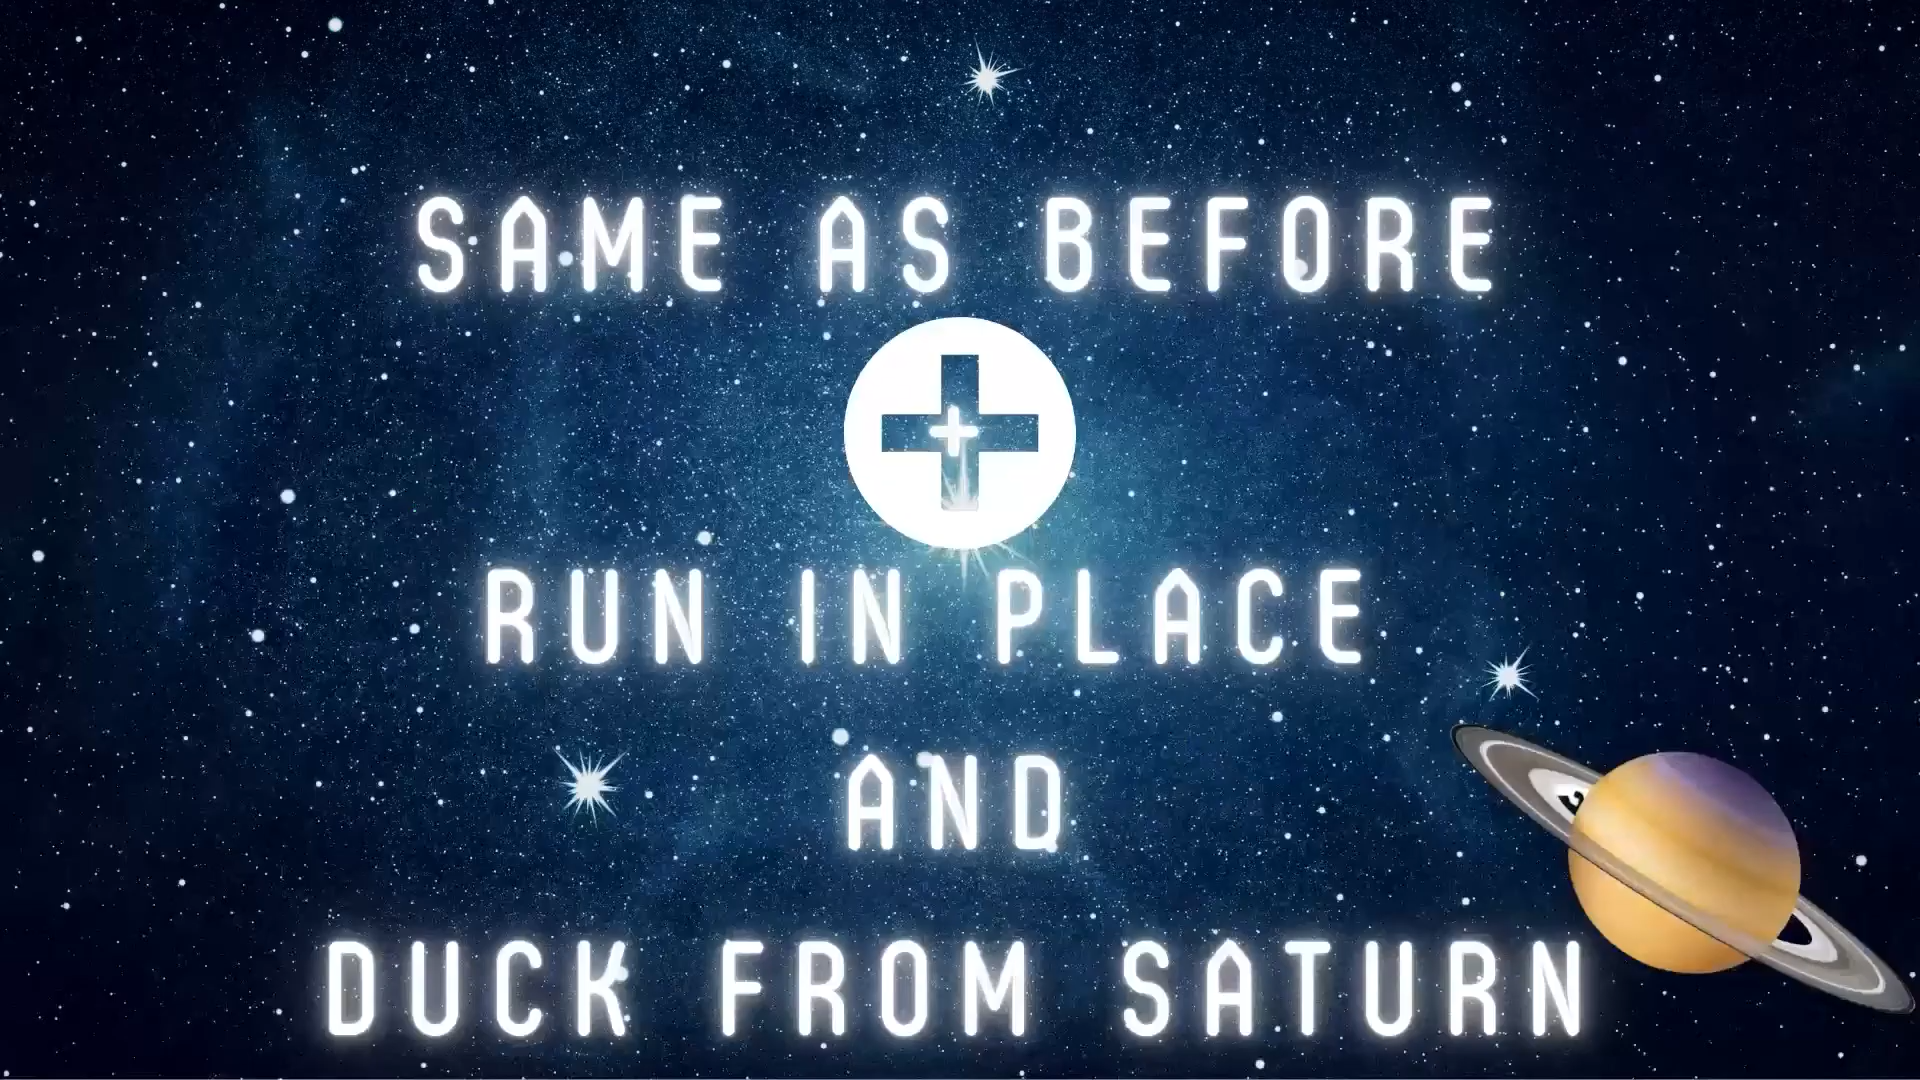 SAME AS BEFORE
+
RUN IN PLACE
AND
DUCK FROM SATURN